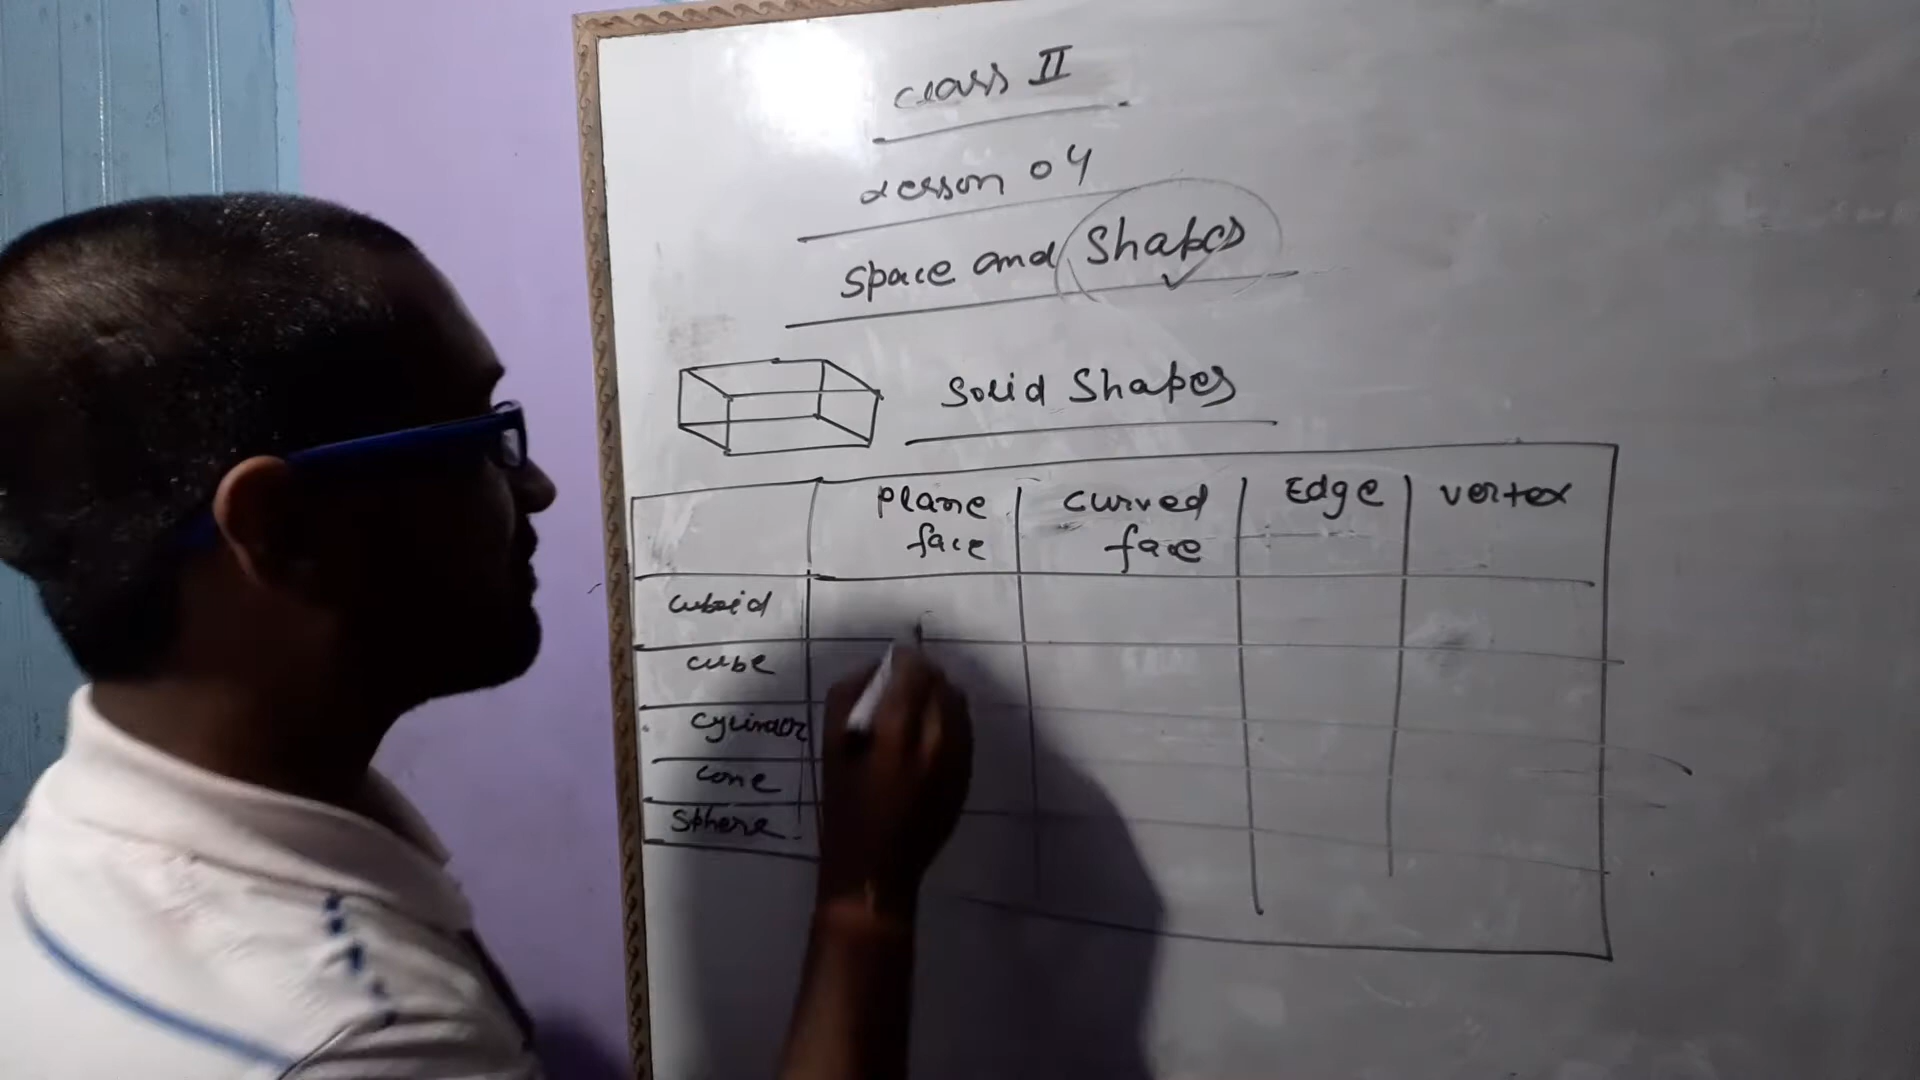 Class II
Lesson 04
Space and Shapes
Solid Shapes
Plane face
Curved face
Edge
vertex
cuboid
cube
cylinder
cone
Sphere